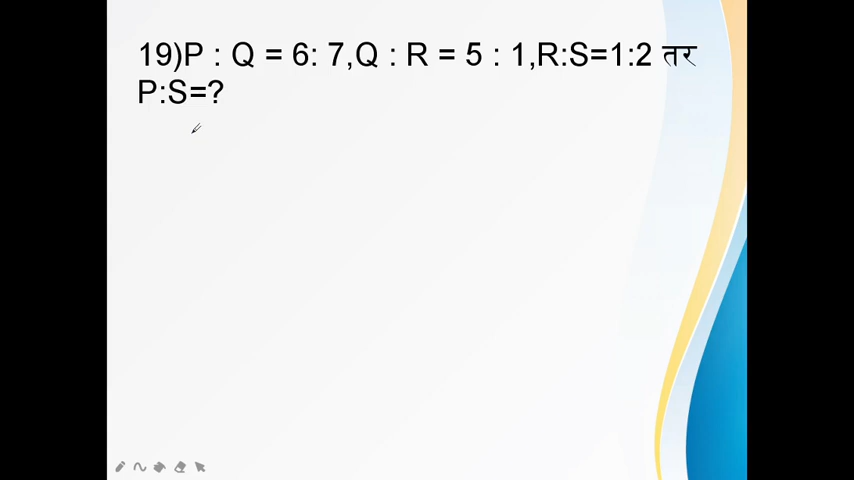 19)P : Q = 6: 7,Q : R = 5 : 1,R:S=1:2 तर
P:S=?